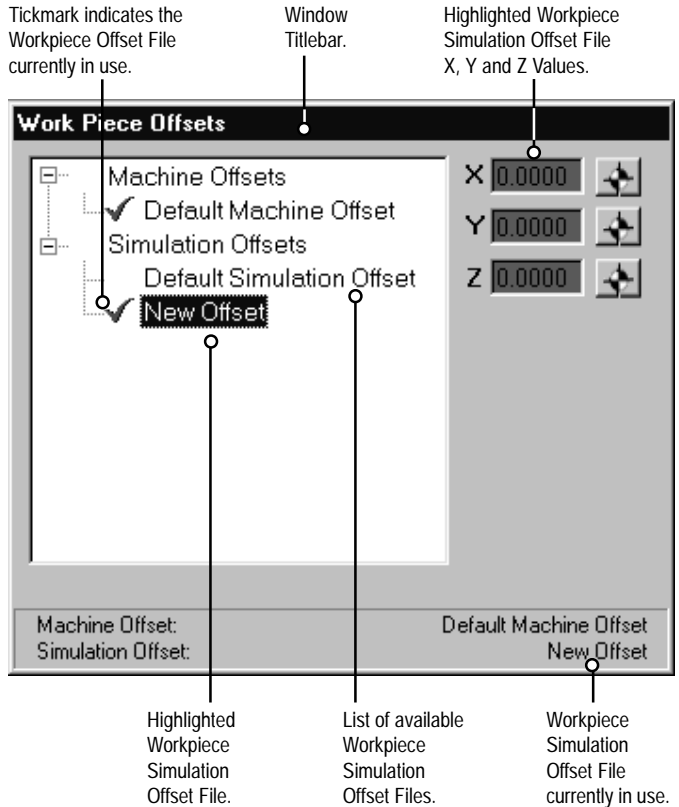 Tickmark indicates the
Workpiece Offset File
currently in use.
Window
Titlebar.
Highlighted Workpiece
Simulation Offset File
X, Y and Z Values.
Work Piece Offsets
Machine Offsets
Default Machine Offset
Simulation Offsets
Default Simulation Offset
New Offset
X 0.0000
Y 0.0000
Z 0.0000
Machine Offset: Default Machine Offset
Simulation Offset: New Offset
Highlighted
Workpiece
Simulation
Offset File.
List of available
Workpiece
Simulation
Offset Files.
Workpiece
Simulation
Offset File
currently in use.